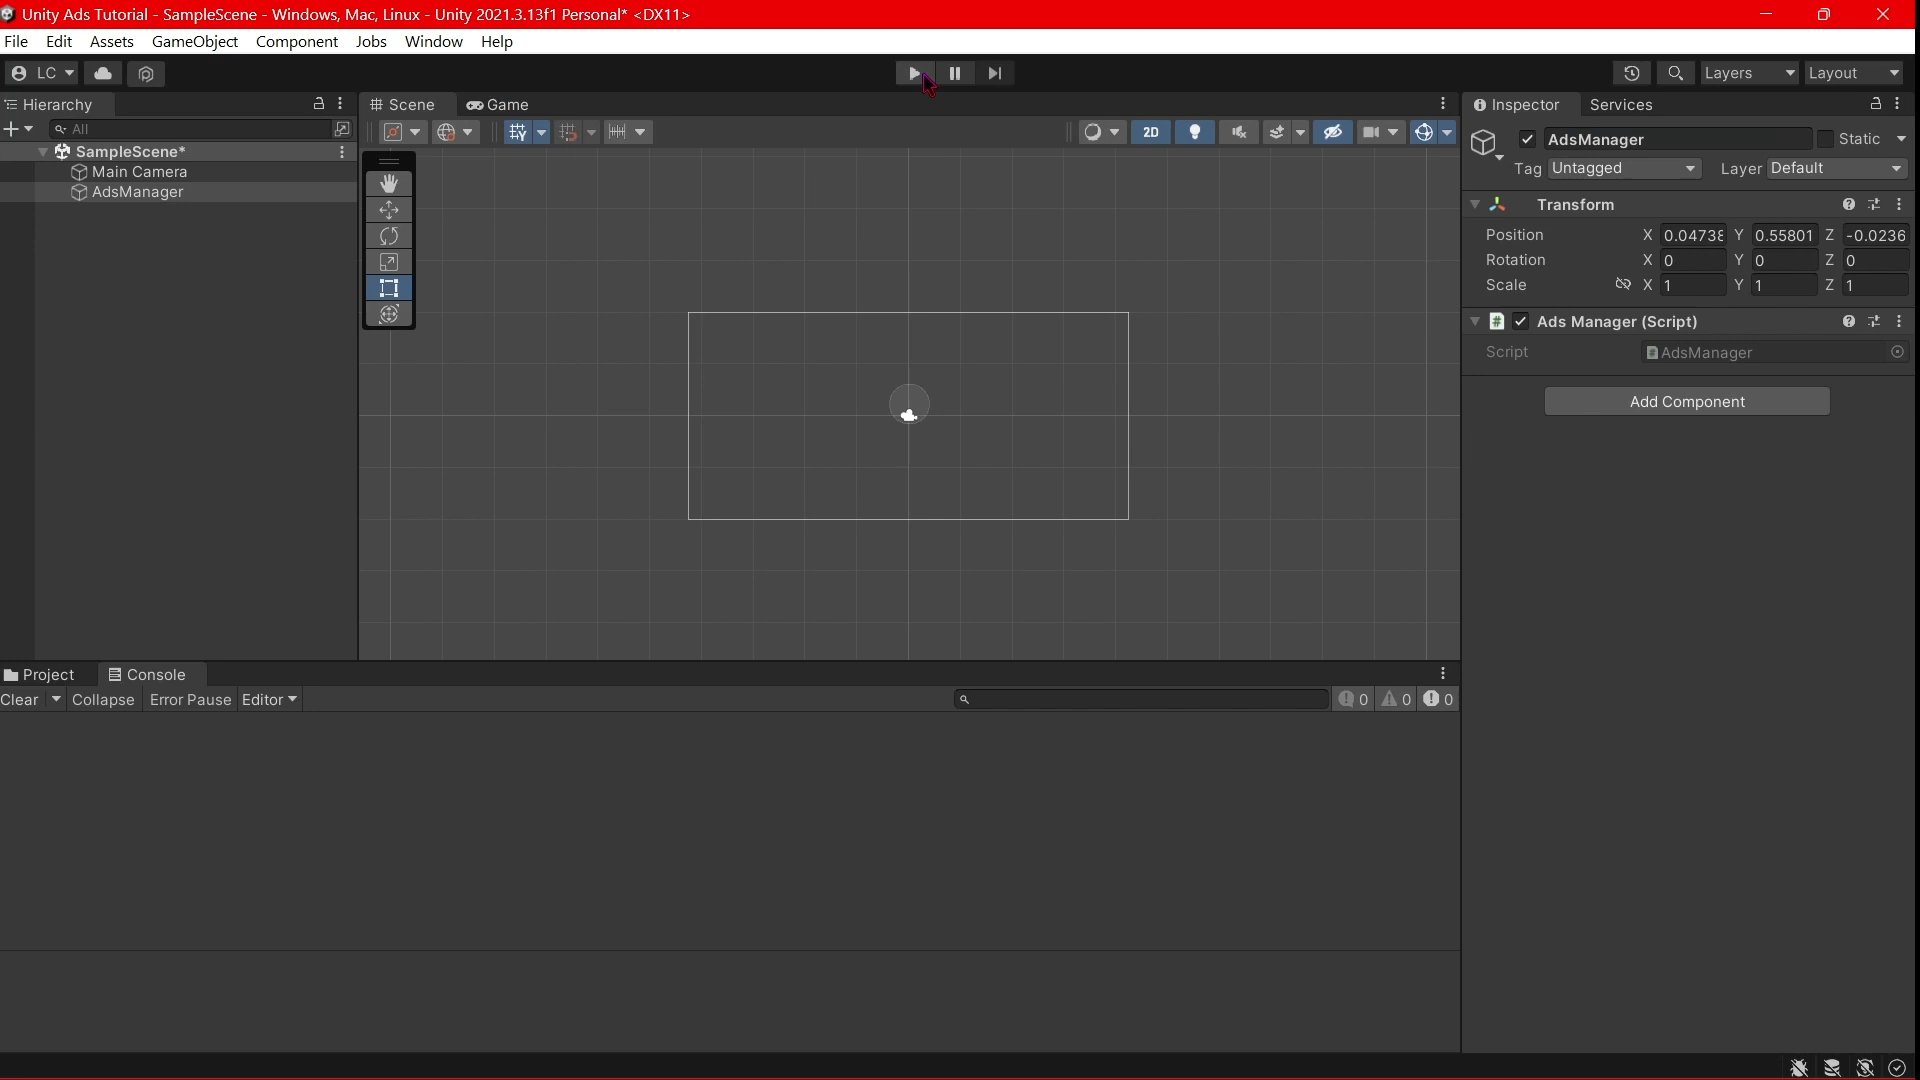 Unity Ads Tutorial - SampleScene - Windows, Mac, Linux - Unity 2021.3.13f1 Personal* <DX11>
File Edit Assets GameObject Component Jobs Window Help
LC Layers Layout
Hierarchy Scene Game Inspector Services
All 2D AdsManager Static
SampleScene*
Main Camera Tag Untagged Layer Default
AdsManager
Transform
Position X 0.04738 Y 0.55801 Z -0.0236
Rotation X 0 Y 0 Z 0
Scale X 1 Y 1 Z 1
# Ads Manager (Script)
Script AdsManager
Add Component
Project Console
Clear Collapse Error Pause Editor 0 0 0